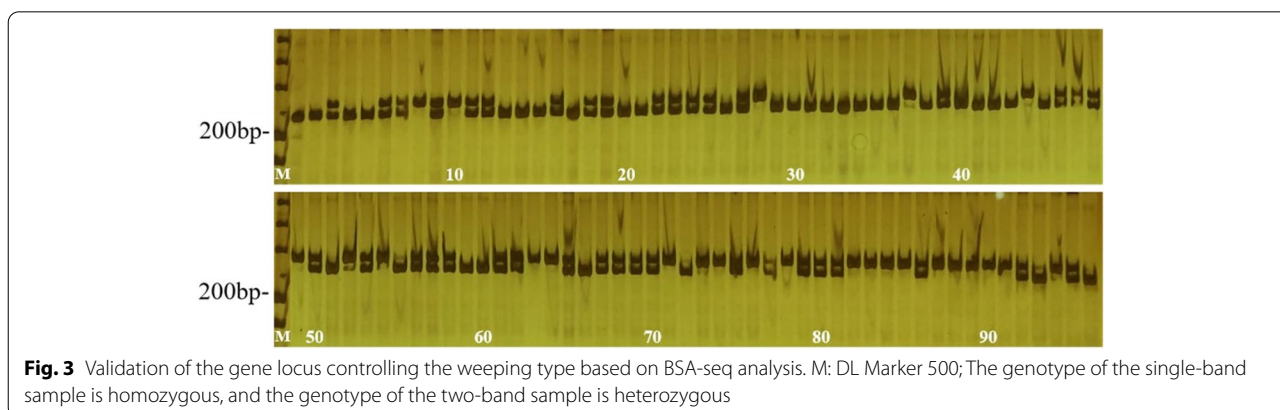 200bp-
M 10 20 30 40
200bp-
M 50 60 70 80 90
Fig. 3 Validation of the gene locus controlling the weeping type based on BSA-seq analysis. M: DL Marker 500; The genotype of the single-band
sample is homozygous, and the genotype of the two-band sample is heterozygous